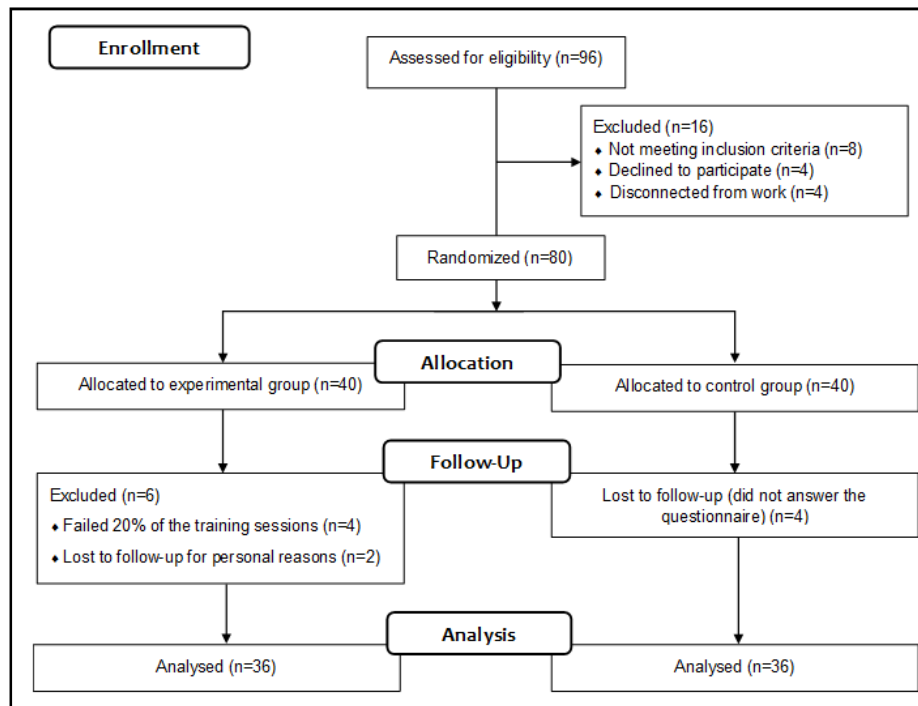 Enrollment
Assessed for eligibility (n=96)
Excluded (n=16)
♦ Not meeting inclusion criteria (n=8)
♦ Declined to participate (n=4)
♦ Disconnected from work (n=4)
Randomized (n=80)
Allocation
Allocated to experimental group (n=40)
Allocated to control group (n=40)
Follow-Up
Excluded (n=6)
♦ Failed 20% of the training sessions (n=4)
♦ Lost to follow-up for personal reasons (n=2)
Lost to follow-up (did not answer the
questionnaire) (n=4)
Analysis
Analysed (n=36)
Analysed (n=36)